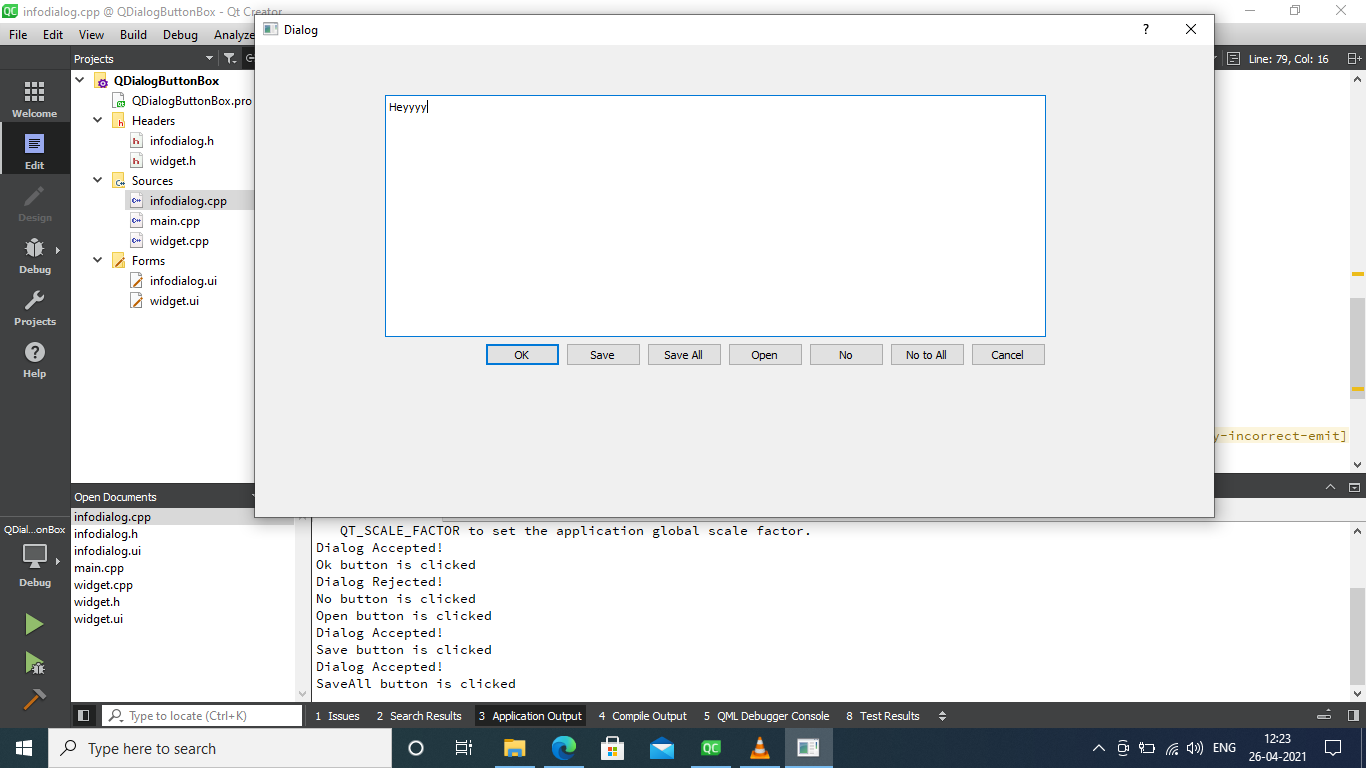 infodialog.cpp @ QDialogButtonBox - Qt Creator
File Edit View Build Debug Analyze
Dialog
?
Projects
Line: 79, Col: 16
Welcome
Edit
Design
Debug
Projects
Help
QDialogButtonBox
QDialogButtonBox.pro
Headers
infodialog.h
widget.h
Sources
infodialog.cpp
main.cpp
widget.cpp
Forms
infodialog.ui
widget.ui
Heyyyy
OK Save Save All Open No No to All Cancel
y-incorrect-emit]
Open Documents
infodialog.cpp
infodialog.h
infodialog.ui
main.cpp
widget.cpp
widget.h
widget.ui
QDial...onBox
Debug
QT_SCALE_FACTOR to set the application global scale factor.
Dialog Accepted!
Ok button is clicked
Dialog Rejected!
No button is clicked
Open button is clicked
Dialog Accepted!
Save button is clicked
Dialog Accepted!
SaveAll button is clicked
Type to locate (Ctrl+K)
1 Issues 2 Search Results 3 Application Output 4 Compile Output 5 QML Debugger Console 8 Test Results
Type here to search
QC
ENG
12:23
26-04-2021